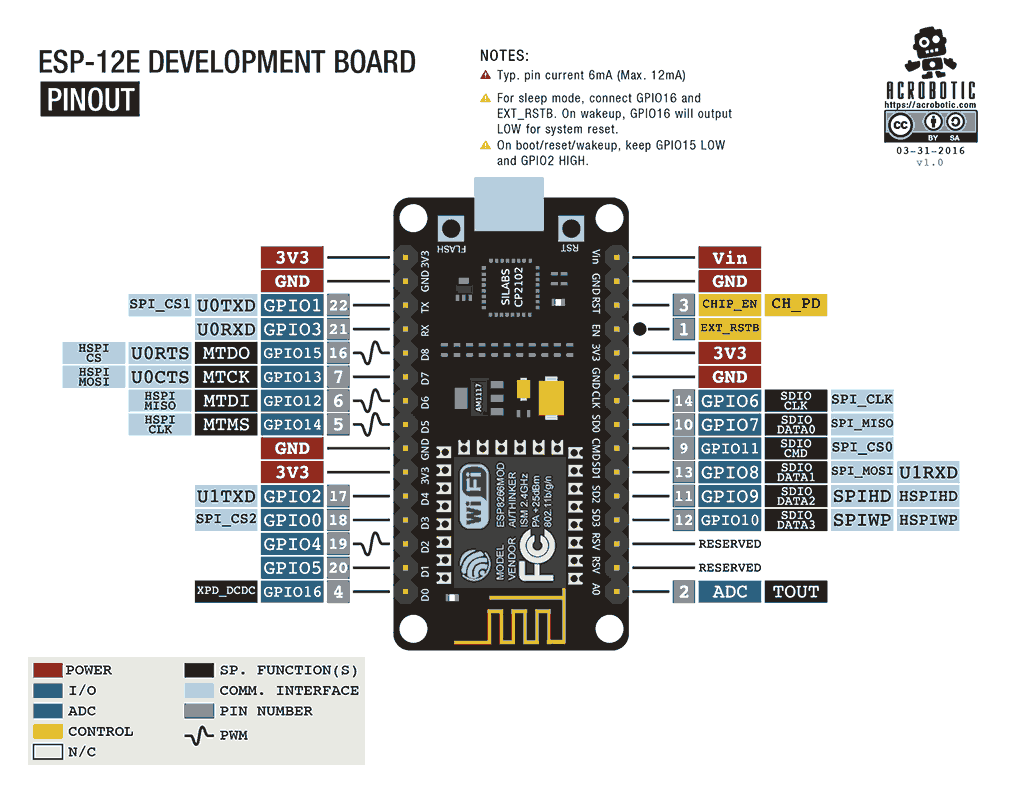 ESP-12E DEVELOPMENT BOARD
PINOUT
NOTES:
Typ. pin current 6mA (Max. 12mA)
For sleep mode, connect GPIO16 and
EXT_RSTB. On wakeup, GPIO16 will output
LOW for system reset.
On boot/reset/wakeup, keep GPIO15 LOW
and GPIO2 HIGH.
ACROBOTIC
https://acrobotic.com
CC BY SA
03-31-2016
v1.0
FLASH
RST
SILABS
CP2102
AM1117
3V3 3V3
GND GND
SPI_CS1 U0TXD GPIO1 22 TX
U0RXD GPIO3 21 RX
HSPI
CS U0RTS MTDO GPIO15 16 D8
HSPI
MOSI U0CTS MTCK GPIO13 7 D7
HSPI
MISO MTDI GPIO12 6 D6
HSPI
CLK MTMS GPIO14 5 D5
GND GND
3V3 3V3
U1TXD GPIO2 17 D4
SPI_CS2 GPIO0 18 D3
GPIO4 19 D2
GPIO5 20 D1
XPD_DCDC GPIO16 4 D0
Vin Vin
GND GND
RST 3 CHIP_EN CH_PD
EN 1 EXT_RSTB
3V3 3V3
GND GND
CLK 14 GPIO6 SDIO
CLK SPI_CLK
SD0 10 GPIO7 SDIO
DATA0 SPI_MISO
CMD 9 GPIO11 SDIO
CMD SPI_CS0
SD1 13 GPIO8 SDIO
DATA1 SPI_MOSI U1RXD
SD2 11 GPIO9 SDIO
DATA2 SPIHD HSPIHD
SD3 12 GPIO10 SDIO
DATA3 SPIWP HSPIWP
RSV RESERVED
RSV RESERVED
A0 2 ADC TOUT
WiFi
MODEL ESP8266MOD
VENDOR AI/THINKER
ISM 2.4GHz
PA +25dBm
802.11b/g/n
FC
POWER
I/O
ADC
CONTROL
N/C
SP. FUNCTION(S)
COMM. INTERFACE
PIN NUMBER
PWM